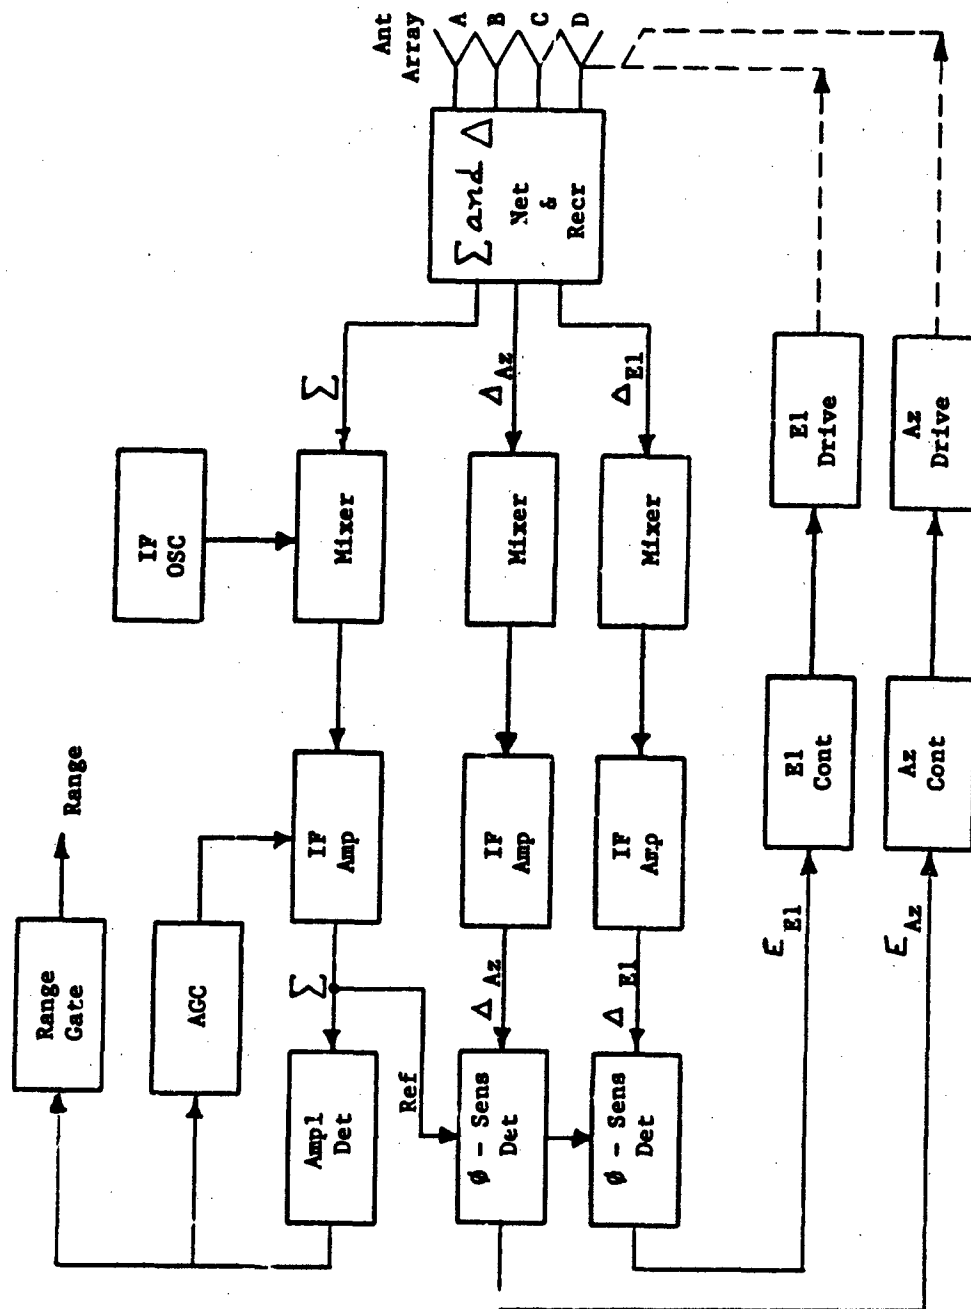 Ant
Array
A
B
C
D
Σ and Δ
Net
&
Recr
Σ
Δ Az
Δ El
IF
OSC
Mixer
Mixer
Mixer
IF
Amp
IF
Amp
IF
Amp
Range
Range
Gate
AGC
Σ
Δ Az
Δ El
Ampl
Det
Ref
Ø - Sens
Det
Ø - Sens
Det
El
Drive
Az
Drive
El
Cont
Az
Cont
E El
E Az